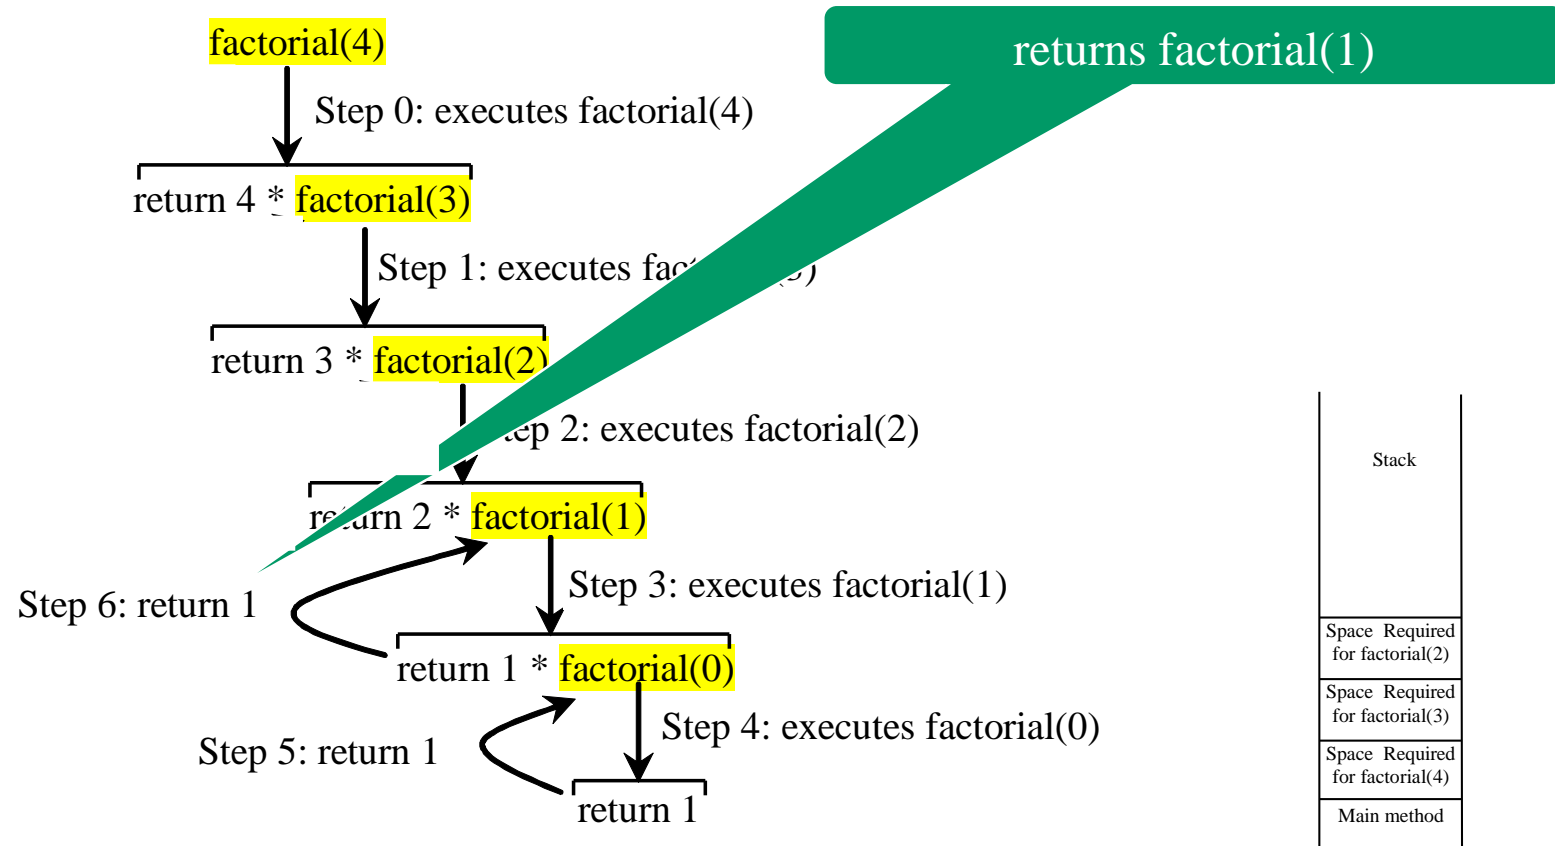 factorial(4)
returns factorial(1)
Step 0: executes factorial(4)
return 4 * factorial(3)
Step 1: executes
return 3 * factorial(2)
2: executes factorial(2)
Stack
return 2 * factorial(1)
Step 3: executes factorial(1)
Step 6: return 1
Space Required
for factorial(2)
return 1 * factorial(0)
Space Required
for factorial(3)
Step 4: executes factorial(0)
Step 5: return 1
Space Required
for factorial(4)
return 1
Main method